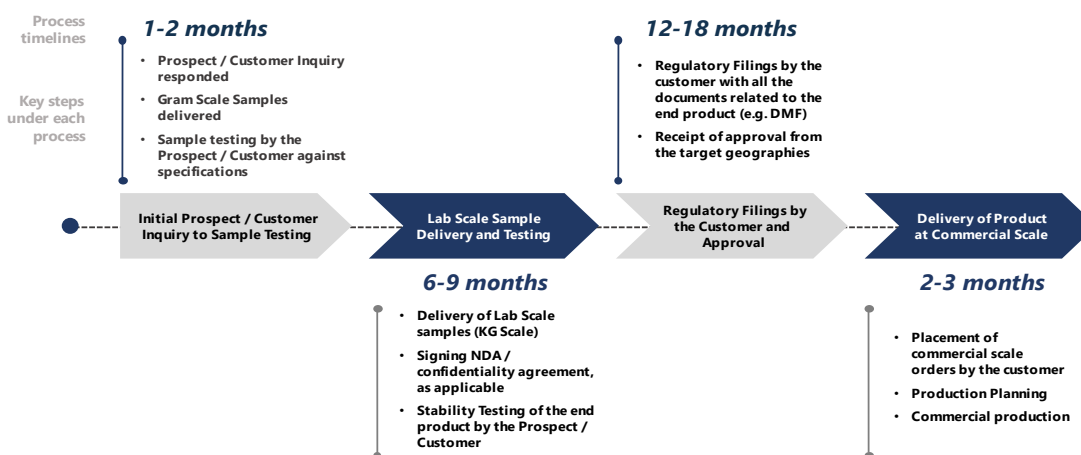 Process
timelines
Key steps
under each
process
1-2 months
• Prospect / Customer Inquiry
responded
• Gram Scale Samples
delivered
• Sample testing by the
Prospect / Customer against
specifications
12-18 months
• Regulatory Filings by the
customer with all the
documents related to the
end product (e.g. DMF)
• Receipt of approval from
the target geographies
Initial Prospect / Customer
Inquiry to Sample Testing
Lab Scale Sample
Delivery and Testing
Regulatory Filings by
the Customer and
Approval
Delivery of Product
at Commercial Scale
6-9 months
• Delivery of Lab Scale
samples (KG Scale)
• Signing NDA /
confidentiality agreement,
as applicable
• Stability Testing of the end
product by the Prospect /
Customer
2-3 months
• Placement of
commercial scale
orders by the customer
• Production Planning
• Commercial production